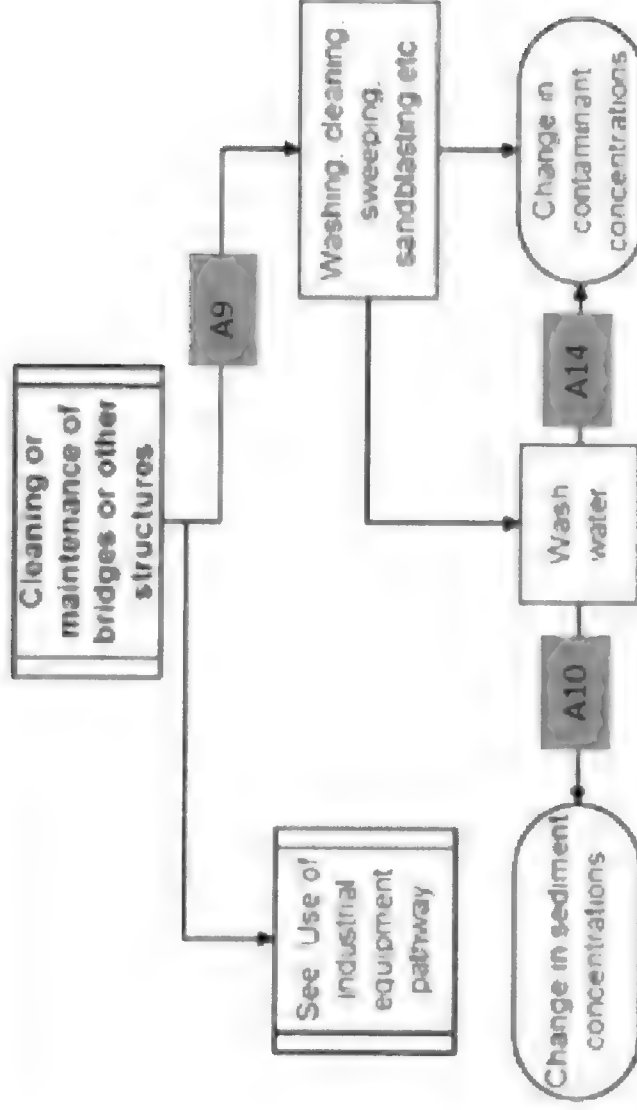 Cleaning or
maintenance of
bridges or other
structures
A9
See Use of
industrial
equipment
pathway
Washing, cleaning,
sweeping,
sandblasting etc
A10
Wash
water
A14
Change in sediment
concentrations
Change in
contaminant
concentrations